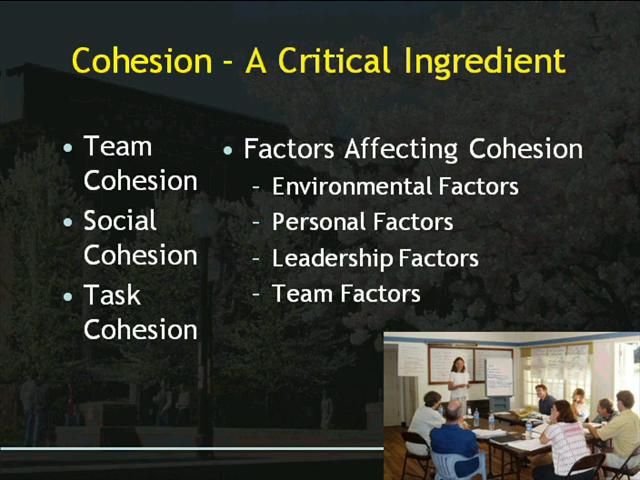 Cohesion – A Critical Ingredient
• Team
Cohesion
• Social
Cohesion
• Task
Cohesion
• Factors Affecting Cohesion
– Environmental Factors
– Personal Factors
– Leadership Factors
– Team Factors